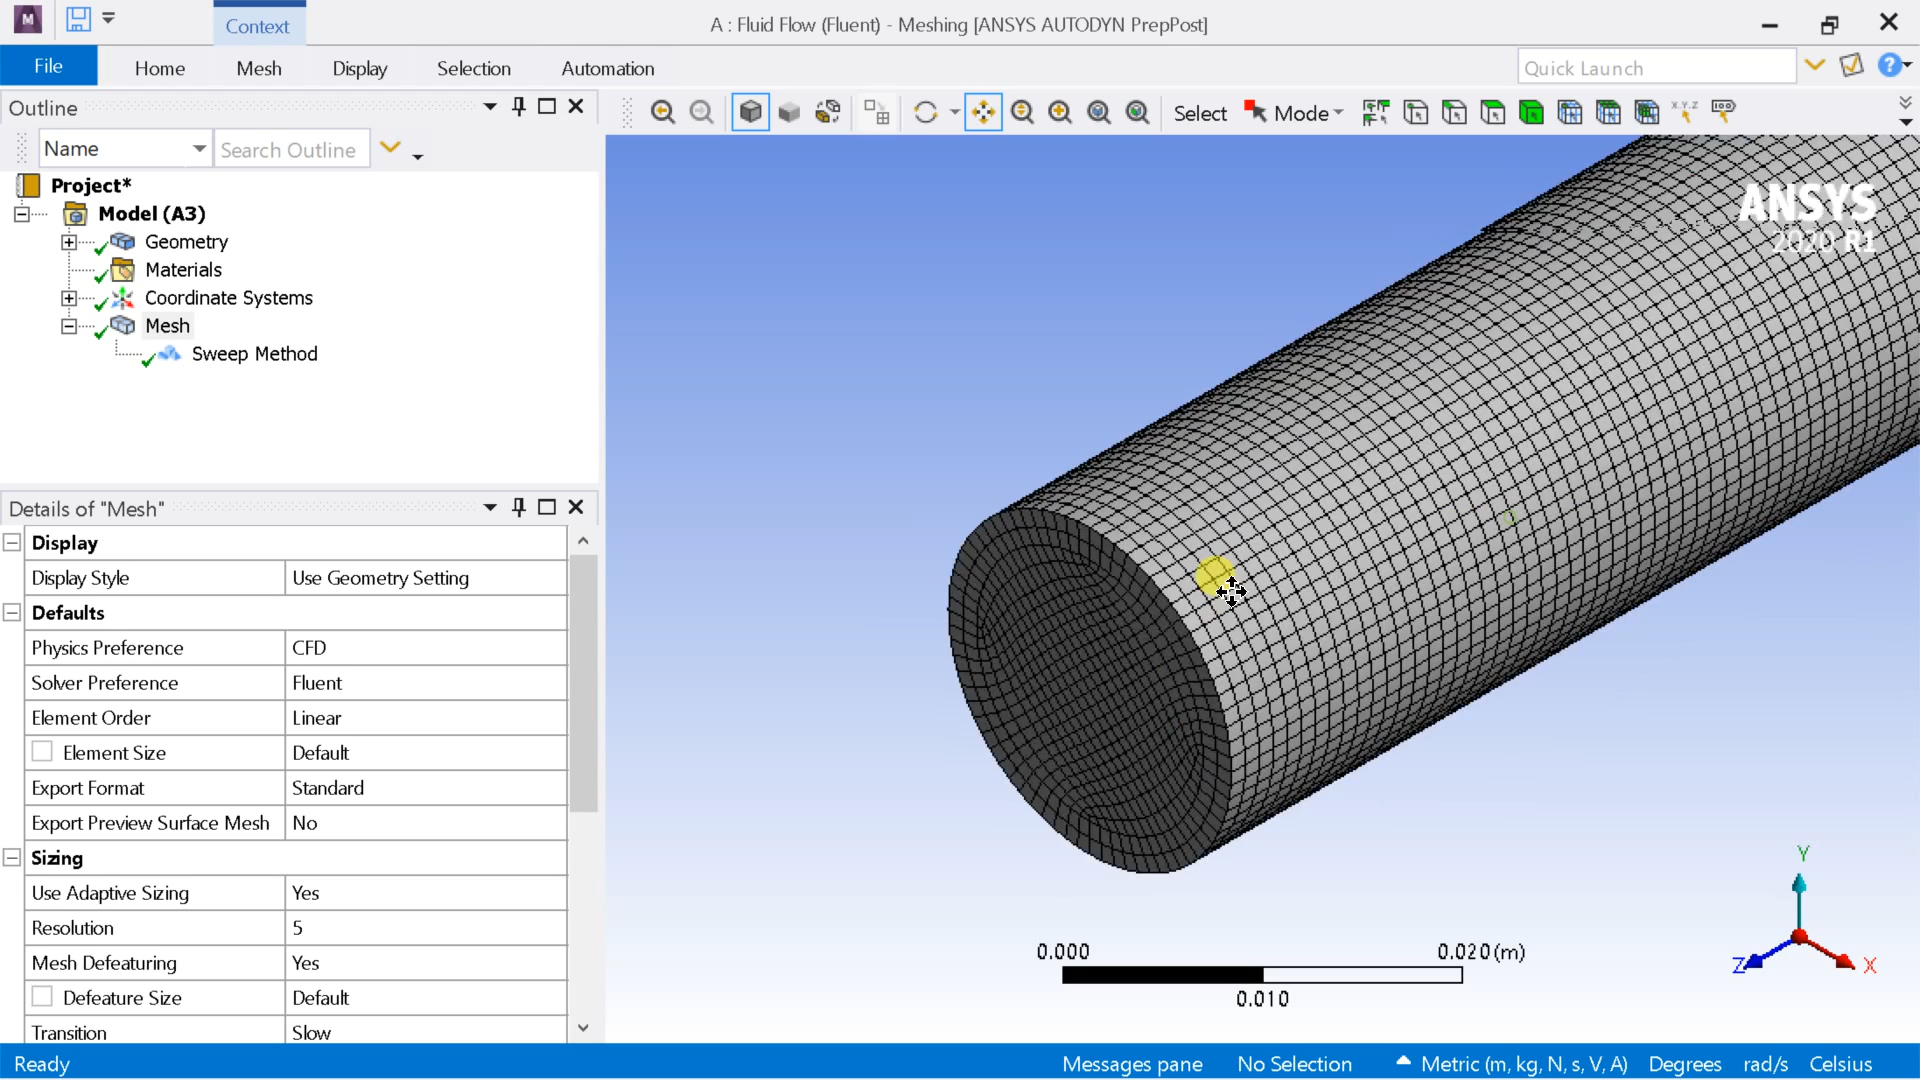 M
Context
A : Fluid Flow (Fluent) - Meshing [ANSYS AUTODYN PrepPost]
File
Home
Mesh
Display
Selection
Automation
Quick Launch
?
Outline
Name
Search Outline
Select
Mode
X.Y.Z
Project*
Model (A3)
Geometry
Materials
Coordinate Systems
Mesh
Sweep Method
ANSYS
2020 R1
Details of "Mesh"
Display
Display Style Use Geometry Setting
Defaults
Physics Preference CFD
Solver Preference Fluent
Element Order Linear
Element Size Default
Export Format Standard
Export Preview Surface Mesh No
Sizing
Use Adaptive Sizing Yes
Resolution 5
Mesh Defeaturing Yes
Defeature Size Default
Transition Slow
0.000
0.020 (m)
0.010
Y
Z
X
Ready
Messages pane
No Selection
Metric (m, kg, N, s, V, A)
Degrees
rad/s
Celsius